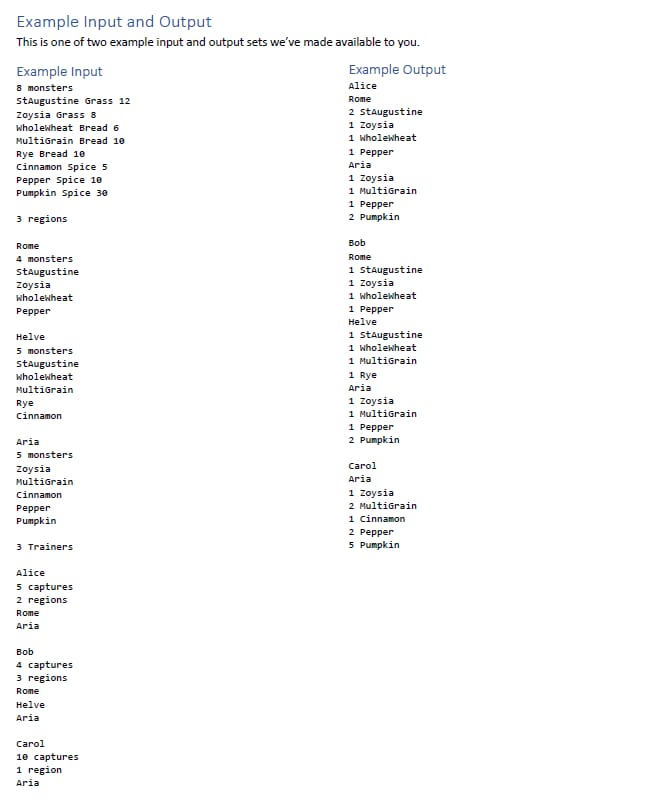 Example Input and Output
This is one of two example input and output sets we've made available to you.
Example Input
8 monsters
StAugustine Grass 12
Zoysia Grass 8
WholeWheat Bread 6
MultiGrain Bread 10
Rye Bread 10
Cinnamon Spice 5
Pepper Spice 10
Pumpkin Spice 30
3 regions
Rome
4 monsters
StAugustine
Zoysia
WholeWheat
Pepper
Helve
5 monsters
StAugustine
WholeWheat
MultiGrain
Rye
Cinnamon
Aria
5 monsters
Zoysia
MultiGrain
Cinnamon
Pepper
Pumpkin
3 Trainers
Alice
5 captures
2 regions
Rome
Aria
Bob
4 captures
3 regions
Rome
Helve
Aria
Carol
10 captures
1 region
Aria
Example Output
Alice
Rome
2 StAugustine
1 Zoysia
1 WholeWheat
1 Pepper
Aria
1 Zoysia
1 MultiGrain
1 Pepper
2 Pumpkin
Bob
Rome
1 StAugustine
1 Zoysia
1 WholeWheat
1 Pepper
Helve
1 StAugustine
1 WholeWheat
1 MultiGrain
1 Rye
Aria
1 Zoysia
1 MultiGrain
1 Pepper
2 Pumpkin
Carol
Aria
1 Zoysia
2 MultiGrain
1 Cinnamon
2 Pepper
5 Pumpkin